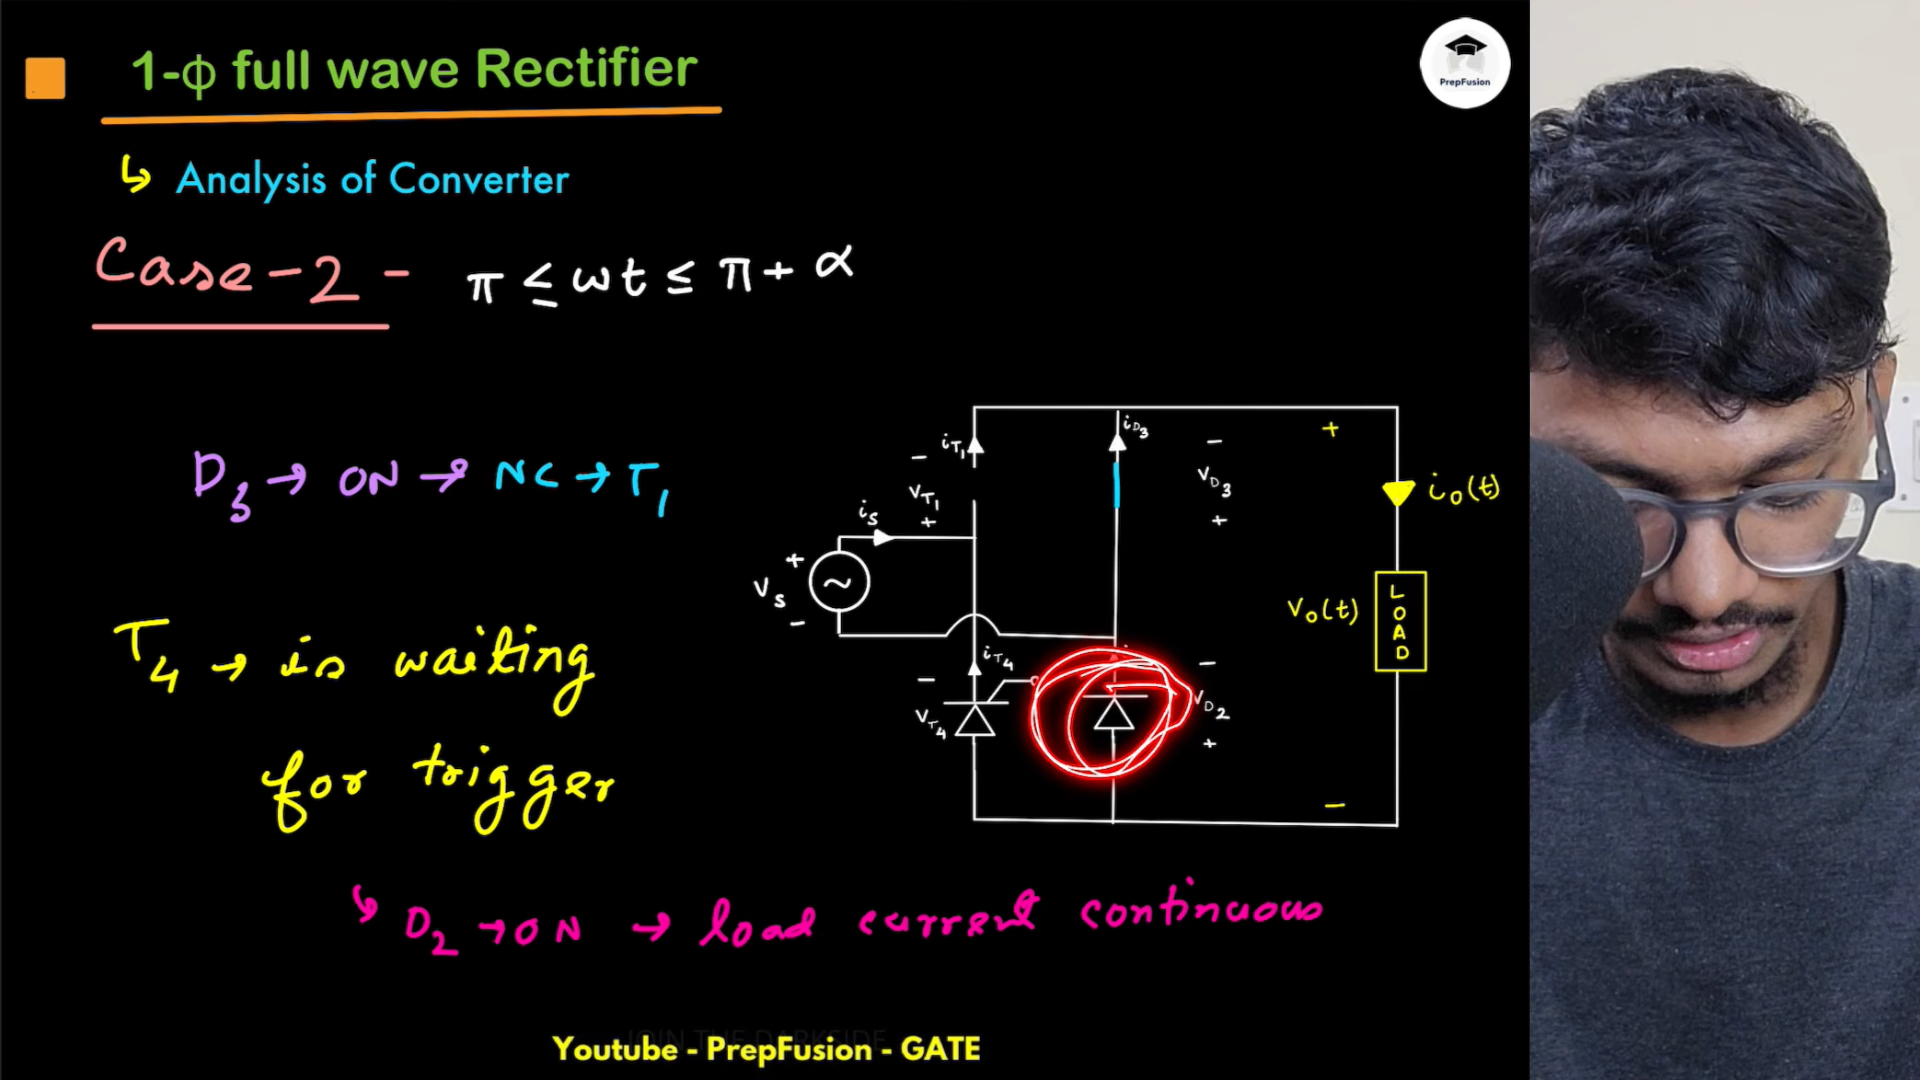 1-ϕ full wave Rectifier
PrepFusion
↳ Analysis of Converter
Case-2 - π ≤ ωt ≤ π + α
D3 → ON → NC → T1
T4 → is waiting
for trigger
↳ D2 → ON → load current continuous
iT1
iD3
+
−
−
VT1
+
VD3
+
io(t)
is
+
Vs
−
Vo(t)
LOAD
iT4
−
VT4
−
VD2
+
−
Youtube - PrepFusion - GATE